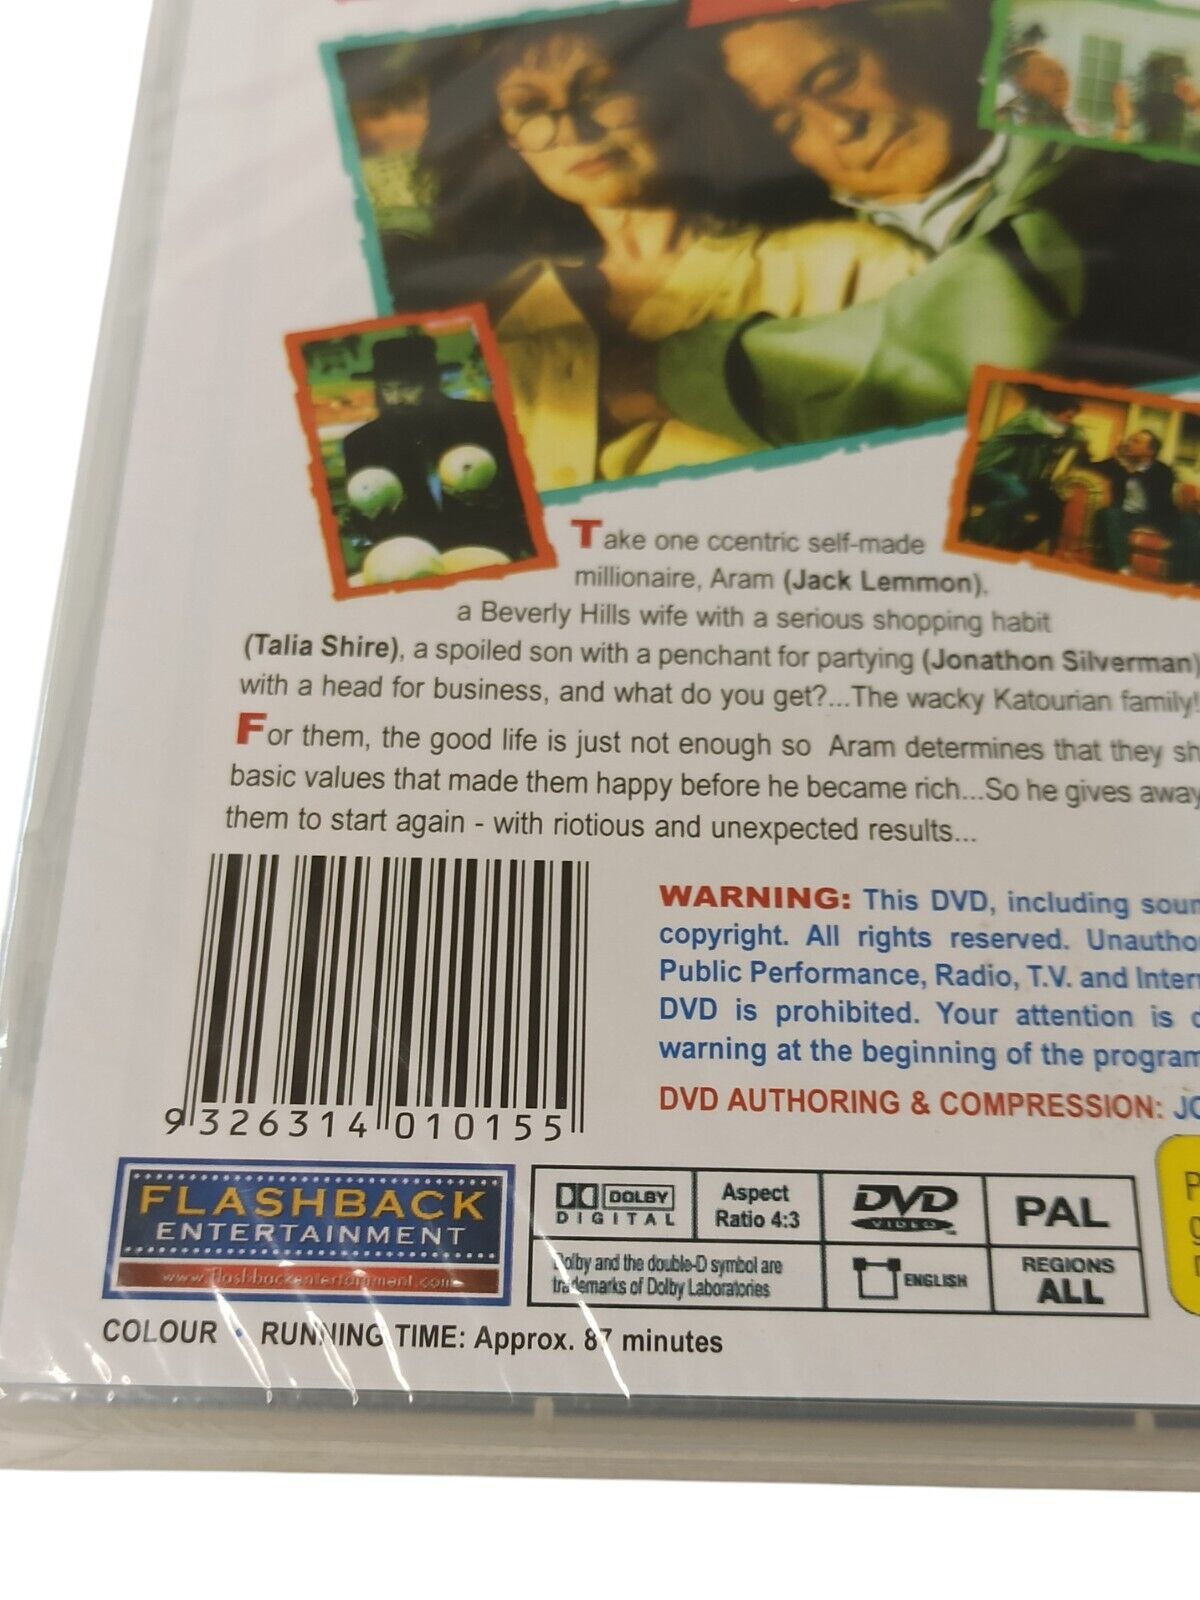 Take one ccentric self-made
millionaire, Aram (Jack Lemmon),
a Beverly Hills wife with a serious shopping habit
(Talia Shire), a spoiled son with a penchant for partying (Jonathon Silverman)
with a head for business, and what do you get?...The wacky Katourian family!
For them, the good life is just not enough so Aram determines that they sh
basic values that made them happy before he became rich...So he gives away
them to start again - with riotious and unexpected results...
WARNING: This DVD, including soun
copyright. All rights reserved. Unautho
Public Performance, Radio, T.V. and Inter
DVD is prohibited. Your attention is
warning at the beginning of the program
DVD AUTHORING & COMPRESSION: JO
9 326314 010155
FLASHBACK
ENTERTAINMENT
www.flashbackentertainment.com
DOLBY
DIGITAL
Aspect
Ratio 4:3
DVD
VIDEO
PAL
Dolby and the double-D symbol are
trademarks of Dolby Laboratories
ENGLISH
REGIONS
ALL
COLOUR • RUNNING TIME: Approx. 87 minutes